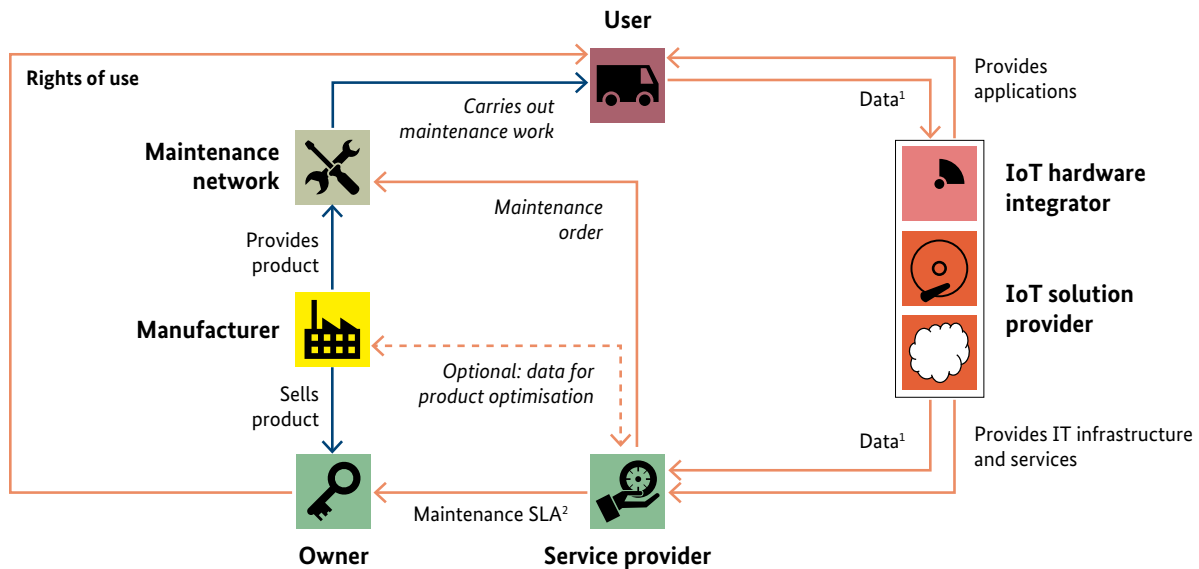 User
Rights of use
Provides
applications
Data¹
Carries out
maintenance work
Maintenance
network
IoT hardware
integrator
Maintenance
order
Provides
product
IoT solution
provider
Manufacturer
Optional: data for
product optimisation
Sells
product
Data¹
Provides IT infrastructure
and services
Maintenance SLA²
Owner
Service provider